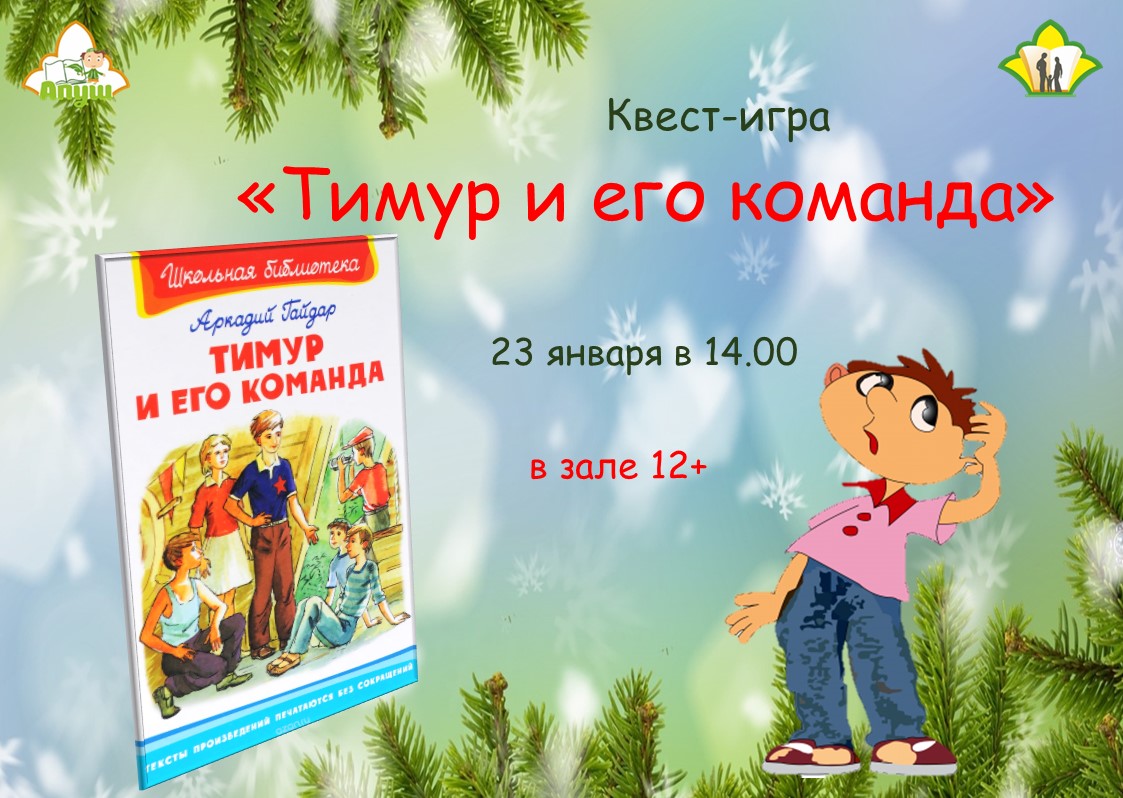 Апуш
Квест-игра
«Тимур и его команда»
Школьная библиотека
Аркадий Гайдар
ТИМУР
И ЕГО КОМАНДА
23 января в 14.00
в зале 12+
ТЕКСТЫ ПРОИЗВЕДЕНИЙ ПЕЧАТАЮТСЯ БЕЗ СОКРАЩЕНИЙ